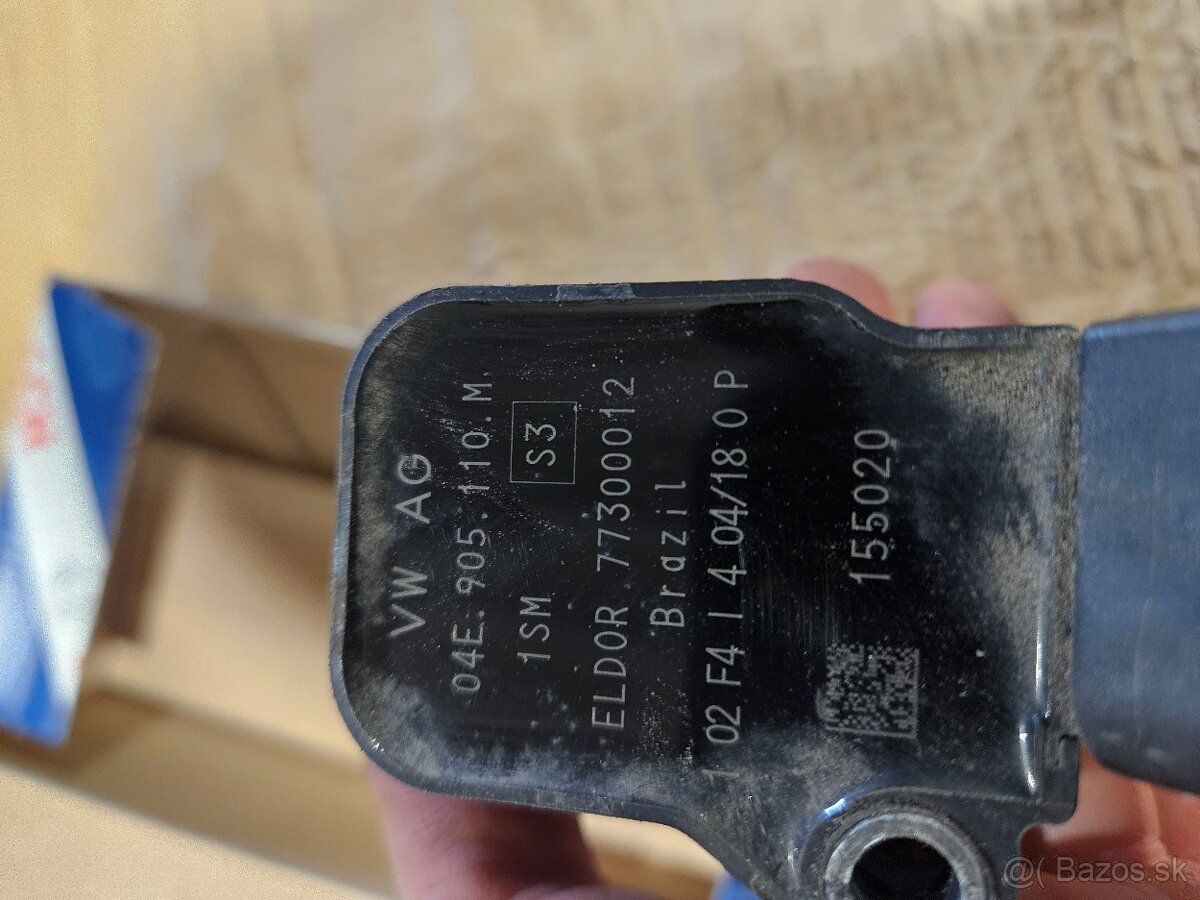 VW AG
04E.905.110.M
1SM S3
ELDOR 77300012
Brazil
1 02 F4 I 4 04/18 0 P
155020
@( Bazos.sk